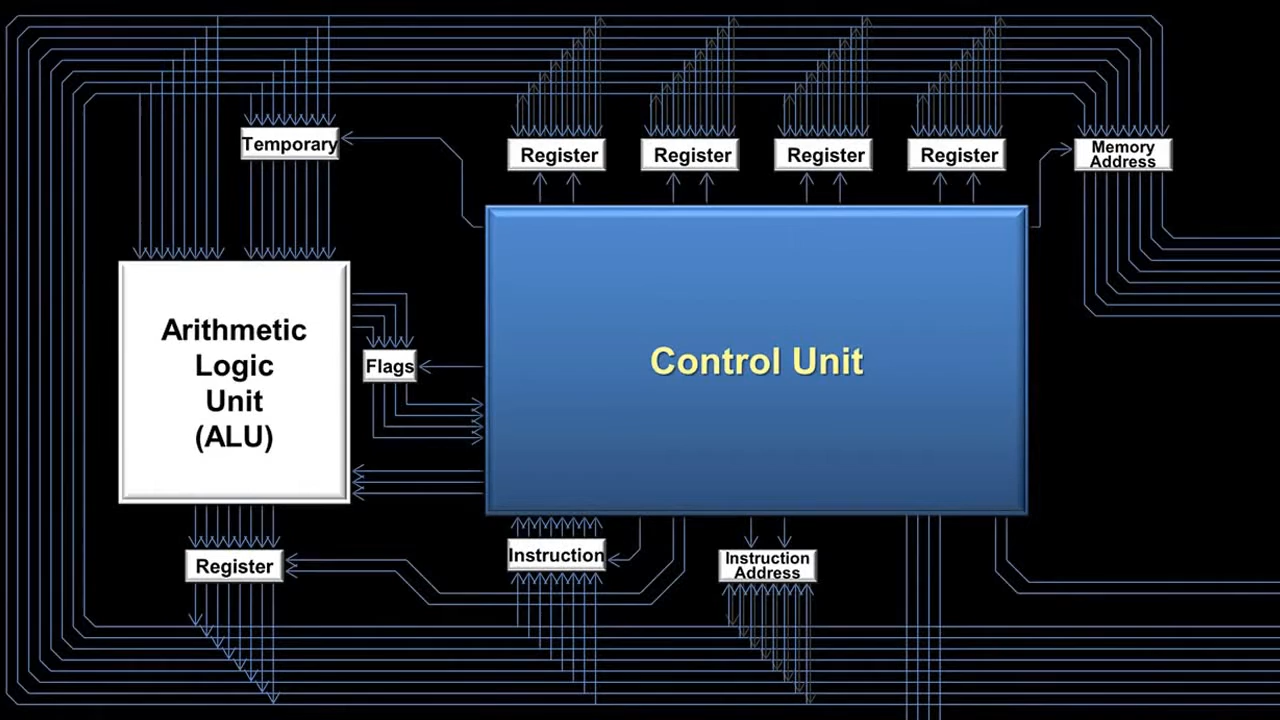 Temporary
Register
Register
Register
Register
Memory
Address
Arithmetic
Logic
Unit
(ALU)
Flags
Control Unit
Register
Instruction
Instruction
Address